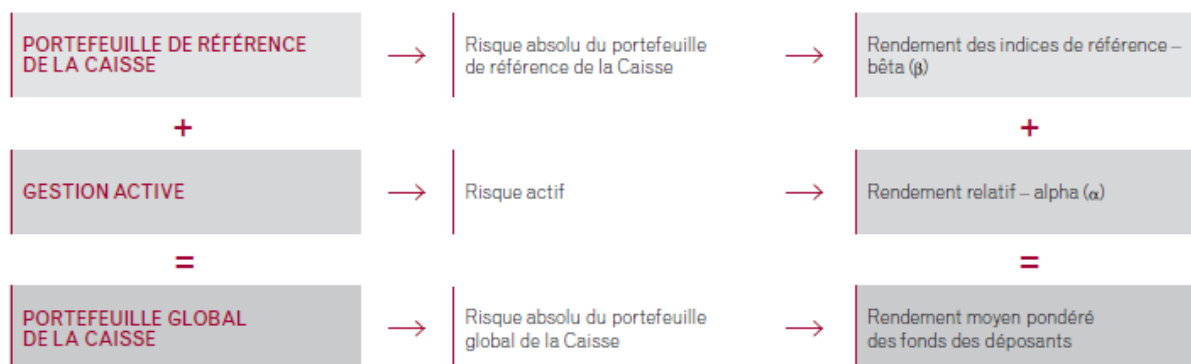 PORTEFEUILLE DE RÉFÉRENCE
DE LA CAISSE
→
Risque absolu du portefeuille
de référence de la Caisse
→
Rendement des indices de référence –
bêta (β)
+
+
GESTION ACTIVE
→
Risque actif
→
Rendement relatif – alpha (α)
=
=
PORTEFEUILLE GLOBAL
DE LA CAISSE
→
Risque absolu du portefeuille
global de la Caisse
→
Rendement moyen pondéré
des fonds des déposants